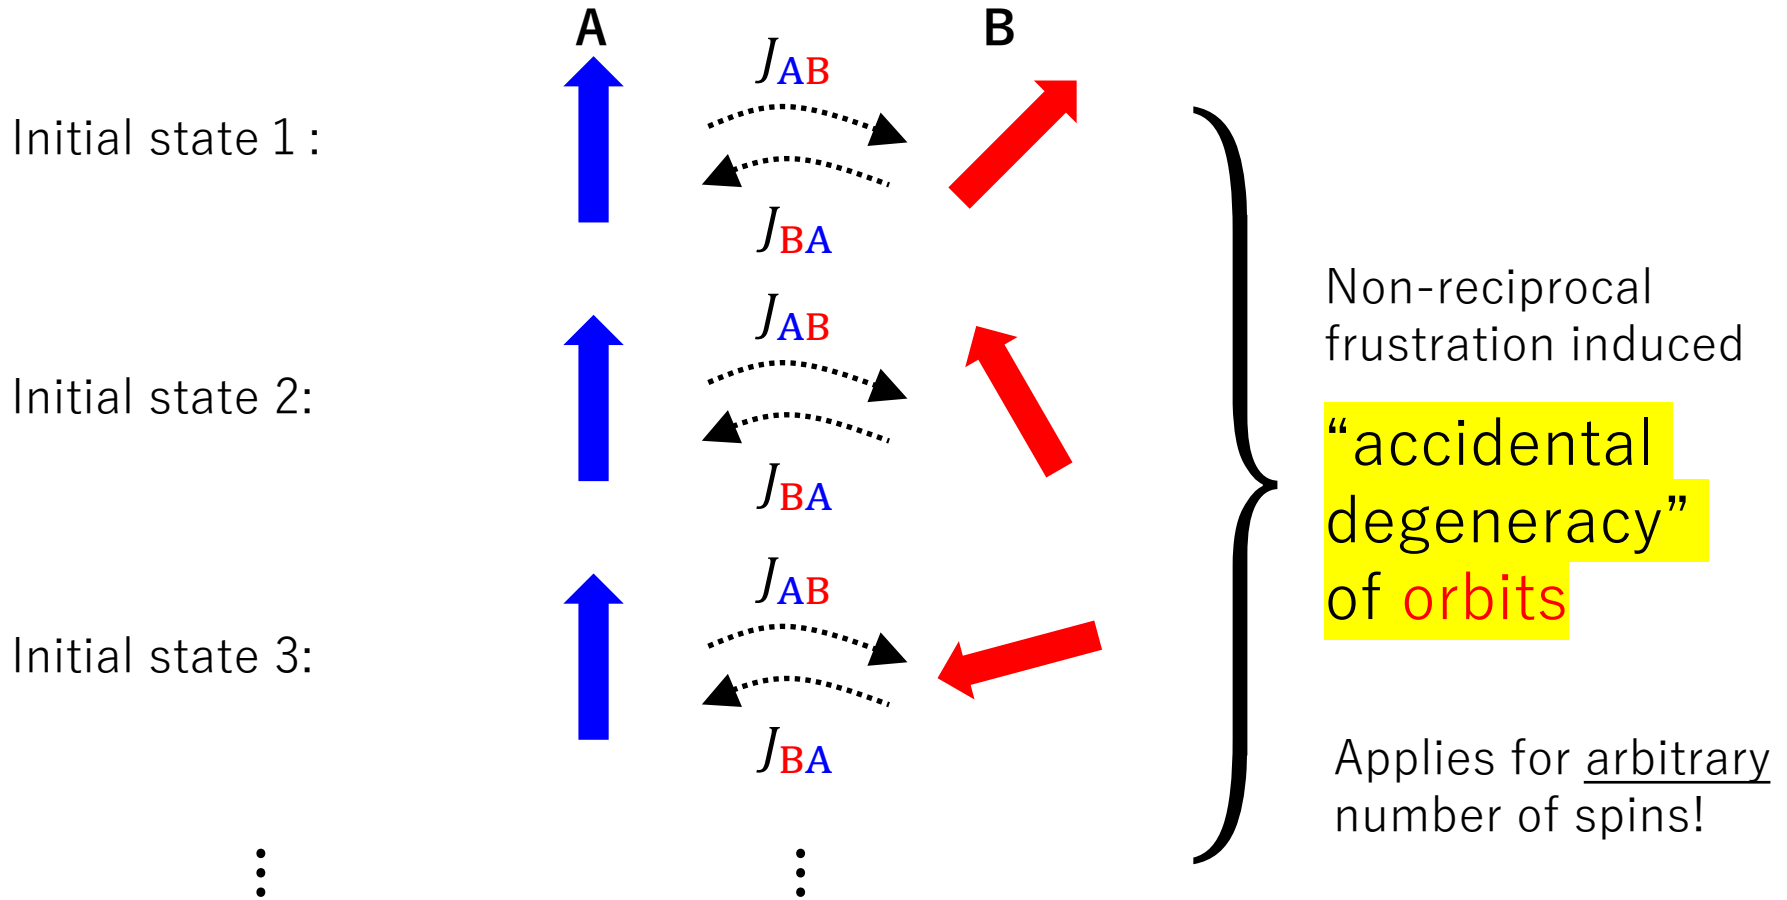 A
B
Initial state 1 :
J_AB
J_BA
Initial state 2:
J_AB
J_BA
Initial state 3:
J_AB
J_BA
⋮
⋮
Non-reciprocal
frustration induced
“accidental
degeneracy”
of orbits
Applies for arbitrary
number of spins!